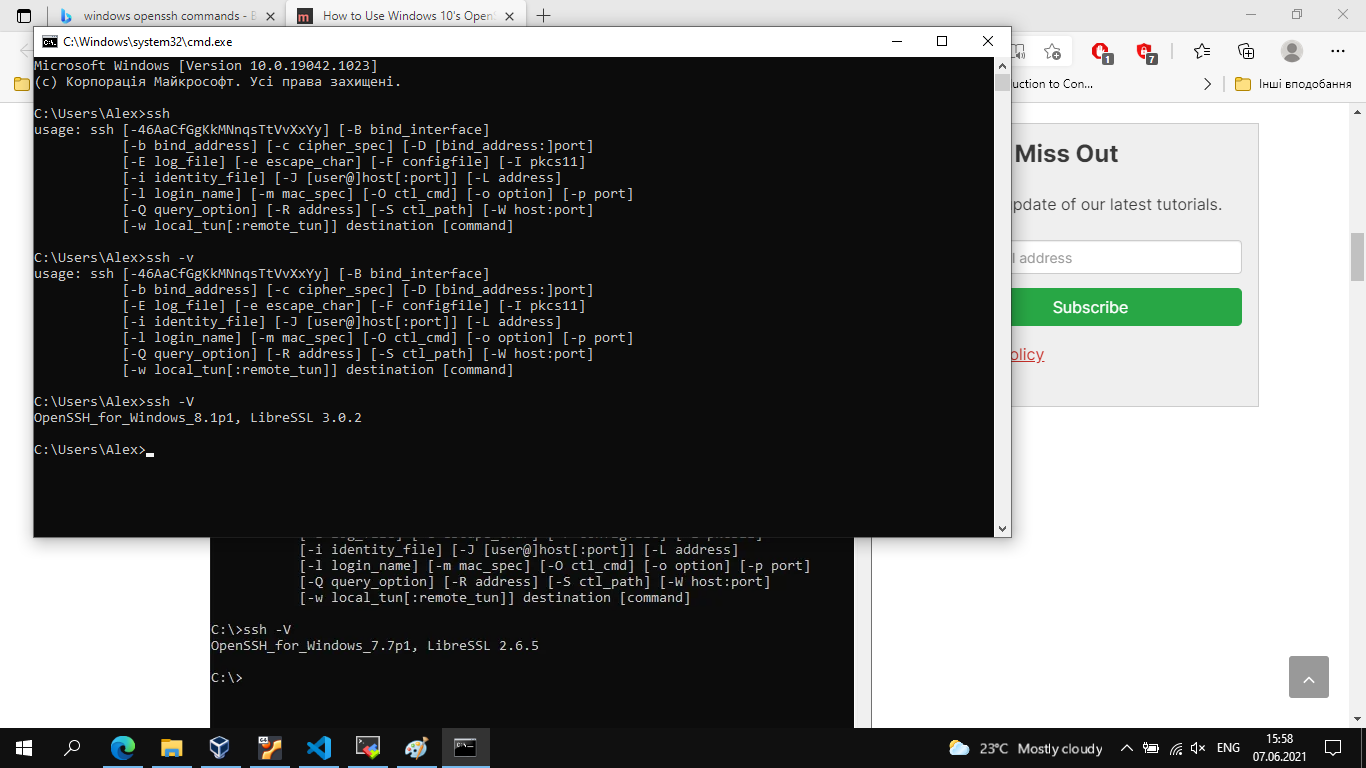 windows openssh commands - B
How to Use Windows 10's OpenS
C:\Windows\system32\cmd.exe
Microsoft Windows [Version 10.0.19042.1023]
(c) Корпорація Майкрософт. Усі права захищені.
C:\Users\Alex>ssh
usage: ssh [-46AaCfGgKkMNnqsTtVvXxYy] [-B bind_interface]
[-b bind_address] [-c cipher_spec] [-D [bind_address:]port]
[-E log_file] [-e escape_char] [-F configfile] [-I pkcs11]
[-i identity_file] [-J [user@]host[:port]] [-L address]
[-l login_name] [-m mac_spec] [-O ctl_cmd] [-o option] [-p port]
[-Q query_option] [-R address] [-S ctl_path] [-W host:port]
[-w local_tun[:remote_tun]] destination [command]
C:\Users\Alex>ssh -v
usage: ssh [-46AaCfGgKkMNnqsTtVvXxYy] [-B bind_interface]
[-b bind_address] [-c cipher_spec] [-D [bind_address:]port]
[-E log_file] [-e escape_char] [-F configfile] [-I pkcs11]
[-i identity_file] [-J [user@]host[:port]] [-L address]
[-l login_name] [-m mac_spec] [-O ctl_cmd] [-o option] [-p port]
[-Q query_option] [-R address] [-S ctl_path] [-W host:port]
[-w local_tun[:remote_tun]] destination [command]
C:\Users\Alex>ssh -V
OpenSSH_for_Windows_8.1p1, LibreSSL 3.0.2
C:\Users\Alex>
1
7
uction to Con...
Інші вподобання
Miss Out
pdate of our latest tutorials.
l address
Subscribe
olicy
[-i identity_file] [-J [user@]host[:port]] [-L address]
[-l login_name] [-m mac_spec] [-O ctl_cmd] [-o option] [-p port]
[-Q query_option] [-R address] [-S ctl_path] [-W host:port]
[-w local_tun[:remote_tun]] destination [command]
C:\>ssh -V
OpenSSH_for_Windows_7.7p1, LibreSSL 2.6.5
C:\>
23°C Mostly cloudy
ENG
15:58
07.06.2021